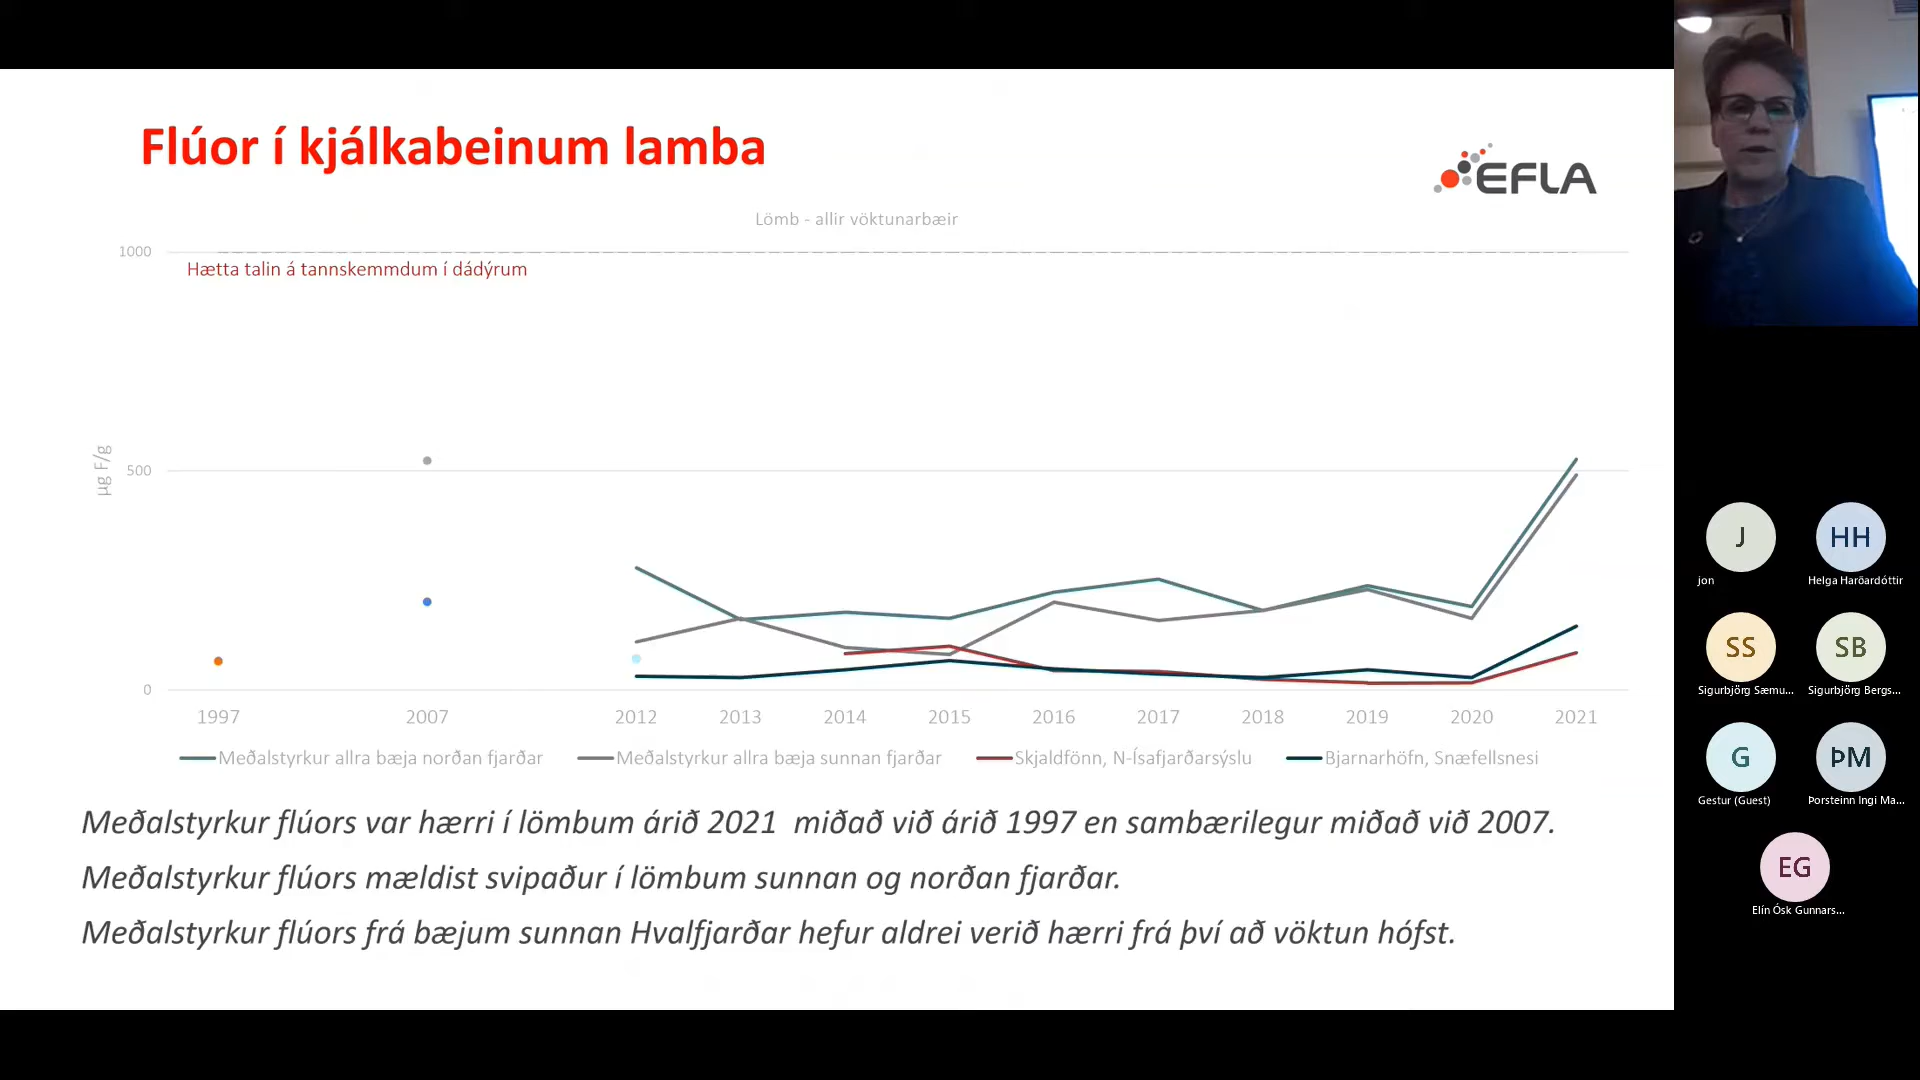 Flúor í kjálkabeinum lamba
EFLA
Lömb - allir vöktunarbæir
1000
Hætta talin á tannskemmdum í dádýrum
µg F/g
500
0
1997 2007 2012 2013 2014 2015 2016 2017 2018 2019 2020 2021
Meðalstyrkur allra bæja norðan fjarðar Meðalstyrkur allra bæja sunnan fjarðar Skjaldfönn, N-Ísafjarðarsýslu Bjarnarhöfn, Snæfellsnesi
Meðalstyrkur flúors var hærri í lömbum árið 2021 miðað við árið 1997 en sambærilegur miðað við 2007.
Meðalstyrkur flúors mældist svipaður í lömbum sunnan og norðan fjarðar.
Meðalstyrkur flúors frá bæjum sunnan Hvalfjarðar hefur aldrei verið hærri frá því að vöktun hófst.
J HH
jon Helga Harðardóttir
SS SB
Sigurbjörg Sæmu... Sigurbjörg Bergs...
G ÞM
Gestur (Guest) Þorsteinn Ingi Ma...
EG
Elín Ósk Gunnars...